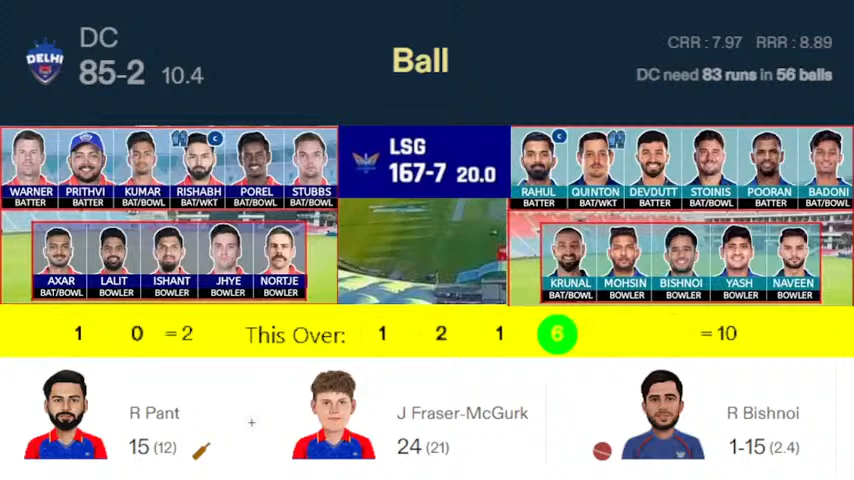 DC
85-2 10.4
DELHI
Ball
CRR : 7.97 RRR : 8.89
DC need 83 runs in 56 balls
WARNER PRITHVI KUMAR RISHABH POREL STUBBS
BATTER BATTER BAT/BOWL BAT/WKT BATTER BAT/BOWL
C
LSG
167-7 20.0
C
RAHUL QUINTON DEVDUTT STOINIS POORAN BADONI
BATTER BAT/WKT BATTER BAT/BOWL BATTER BAT/BOWL
AXAR LALIT ISHANT JHYE NORTJE
BAT/BOWL BOWLER BOWLER BOWLER BOWLER
KRUNAL MOHSIN BISHNOI YASH NAVEEN
BAT/BOWL BOWLER BOWLER BOWLER BOWLER
1 0 = 2 This Over: 1 2 1 6 = 10
R Pant
15 (12)
+
J Fraser-McGurk
24 (21)
R Bishnoi
1-15 (2.4)